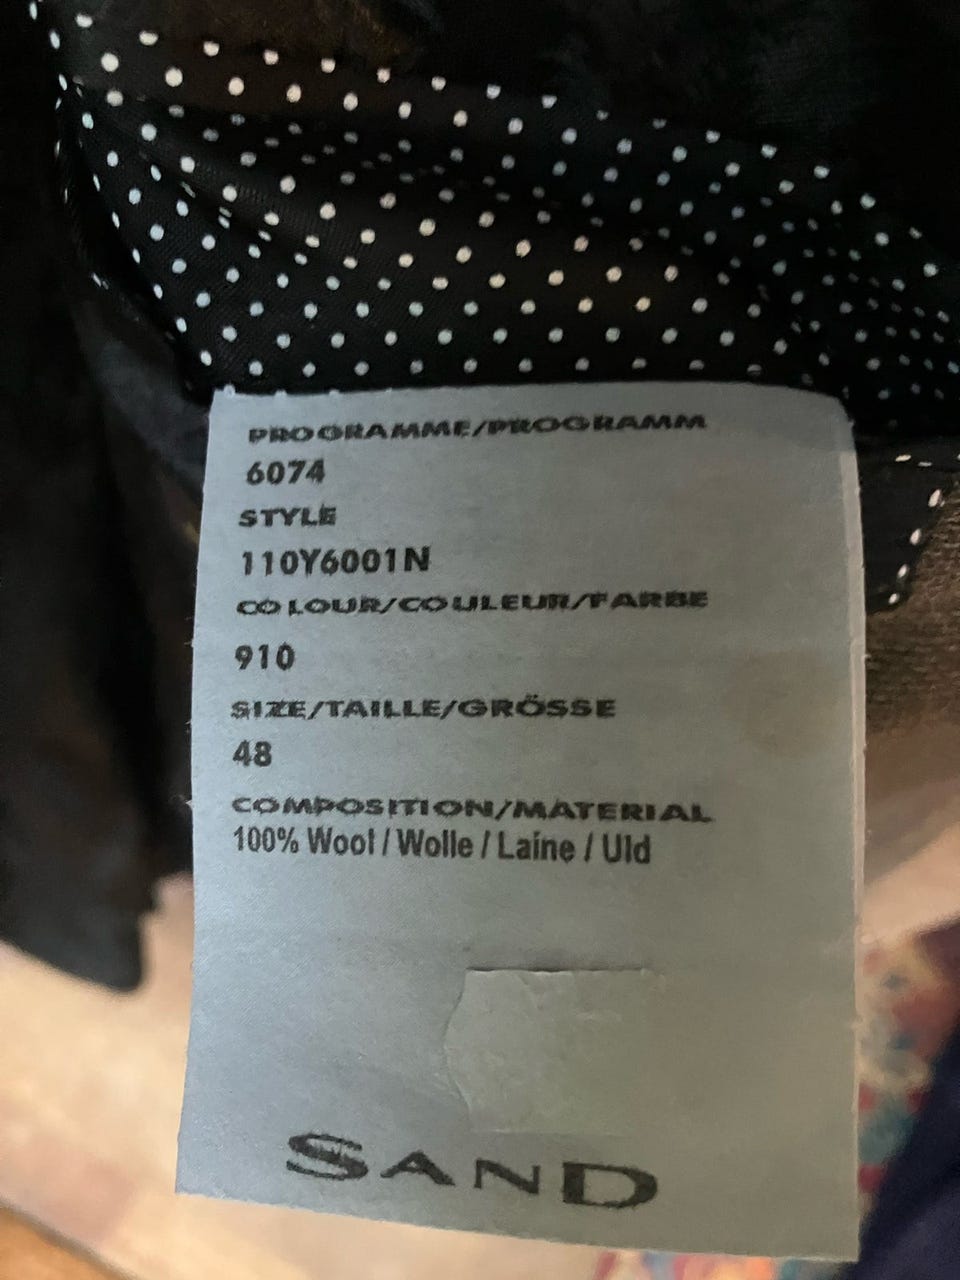 PROGRAMME/PROGRAMM
6074
STYLE
110Y6001N
COLOUR/COULEUR/FARBE
910
SIZE/TAILLE/GRÖSSE
48
COMPOSITION/MATERIAL
100% Wool / Wolle / Laine / Uld
SAND